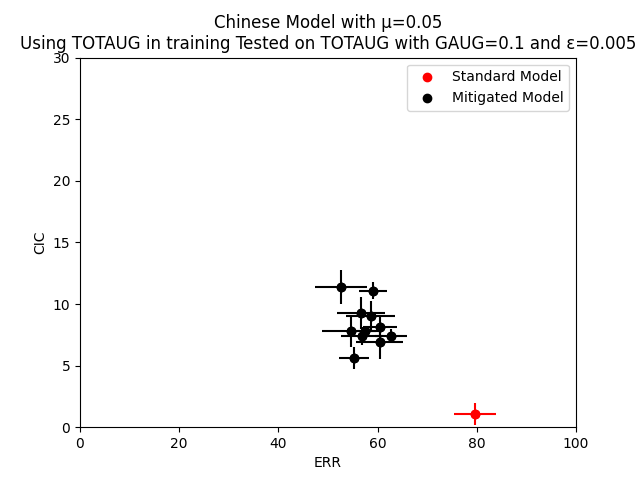 Chinese Model with μ=0.05
Using TOTAUG in training Tested on TOTAUG with GAUG=0.1 and ε=0.005
Standard Model
Mitigated Model
30
25
20
15
10
5
0
CIC
0 20 40 60 80 100
ERR